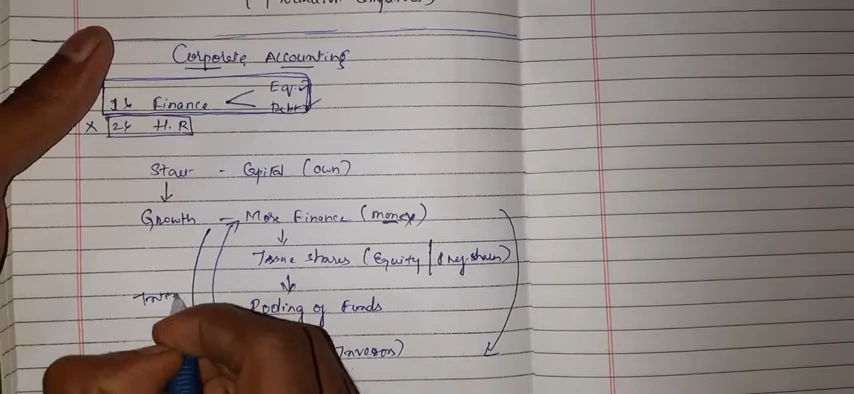 Corporate Accounting
1) Finance < Equity
Debt
X 2) H.R
Start - Capital (own)
Growth - More Finance (money)
Issue shares (Equity | Pref. shares)
Pooling of Funds
Investors)